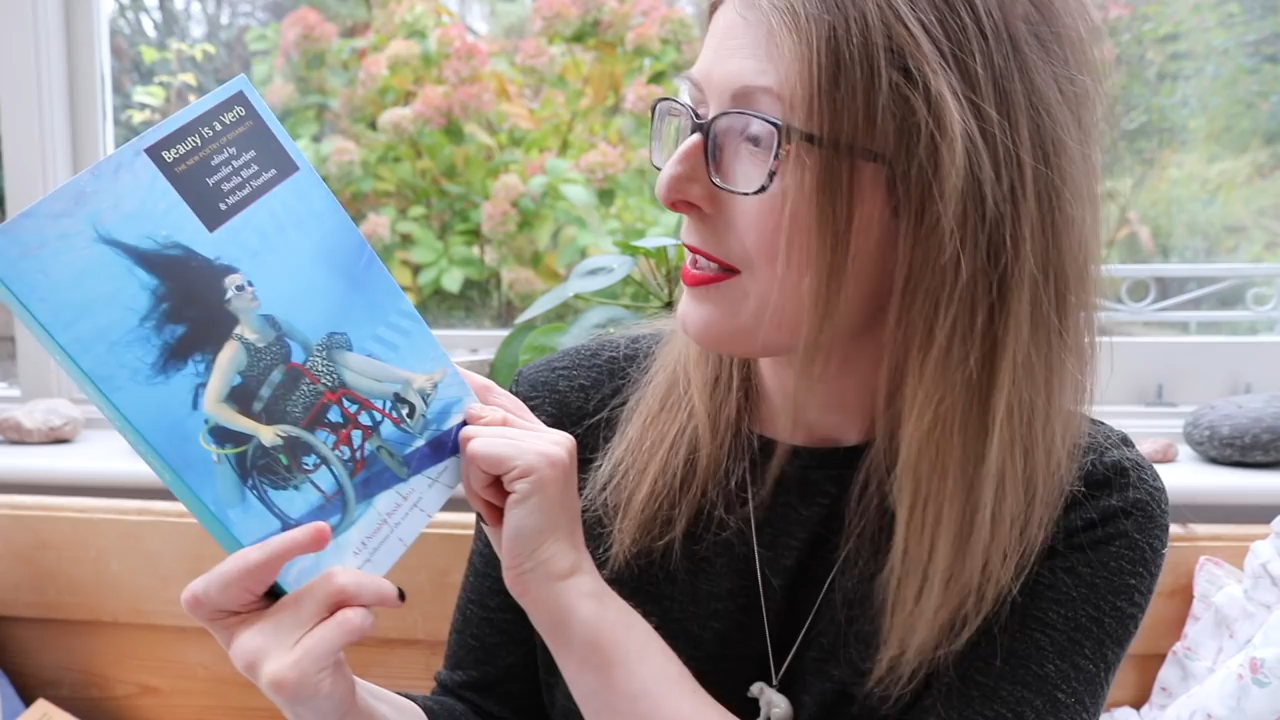 Beauty is a Verb
THE NEW POETRY OF DISABILITY
edited by
Jennifer Bartlett
Sheila Black
& Michael Northen